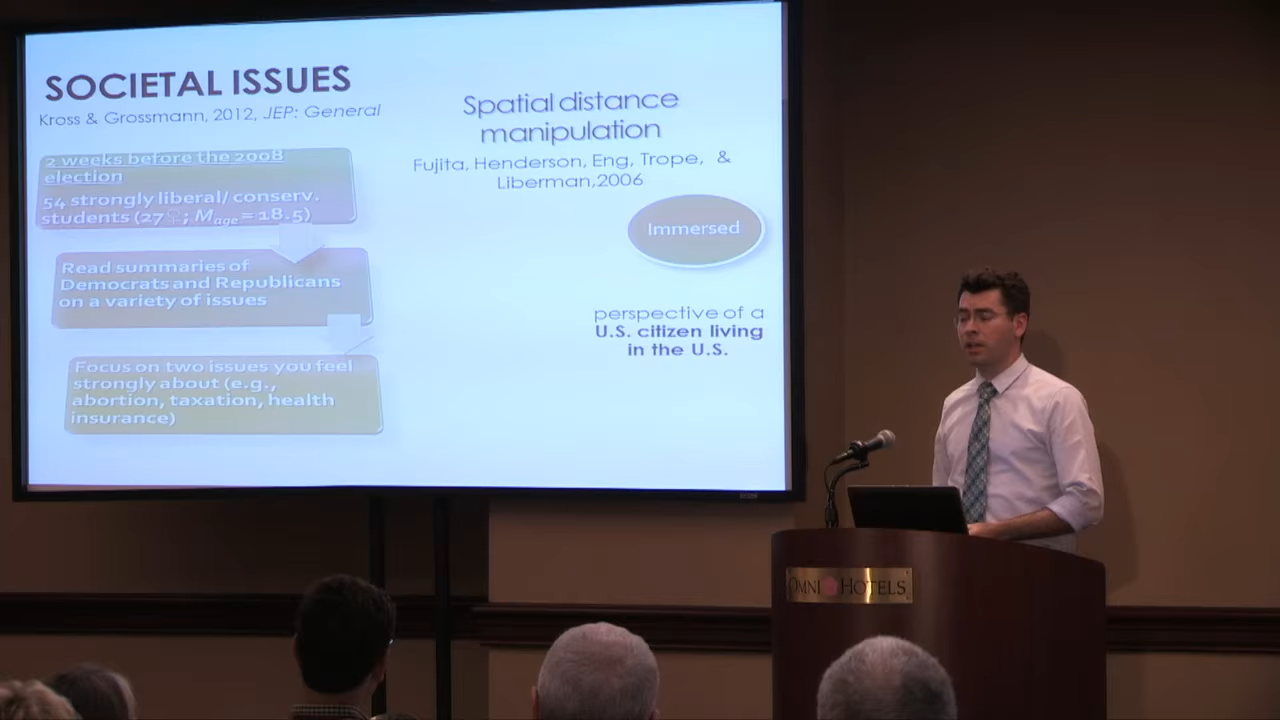 SOCIETAL ISSUES
Kross & Grossmann, 2012, JEP: General
2 weeks before the 2008
election
54 strongly liberal/conserv.
students (27♀; Mage = 18.5)
Read summaries of
Democrats and Republicans
on a variety of issues
Focus on two issues you feel
strongly about (e.g.,
abortion, taxation, health
insurance)
Spatial distance
manipulation
Fujita, Henderson, Eng, Trope, &
Liberman,2006
Immersed
perspective of a
U.S. citizen living
in the U.S.
OMNI HOTELS